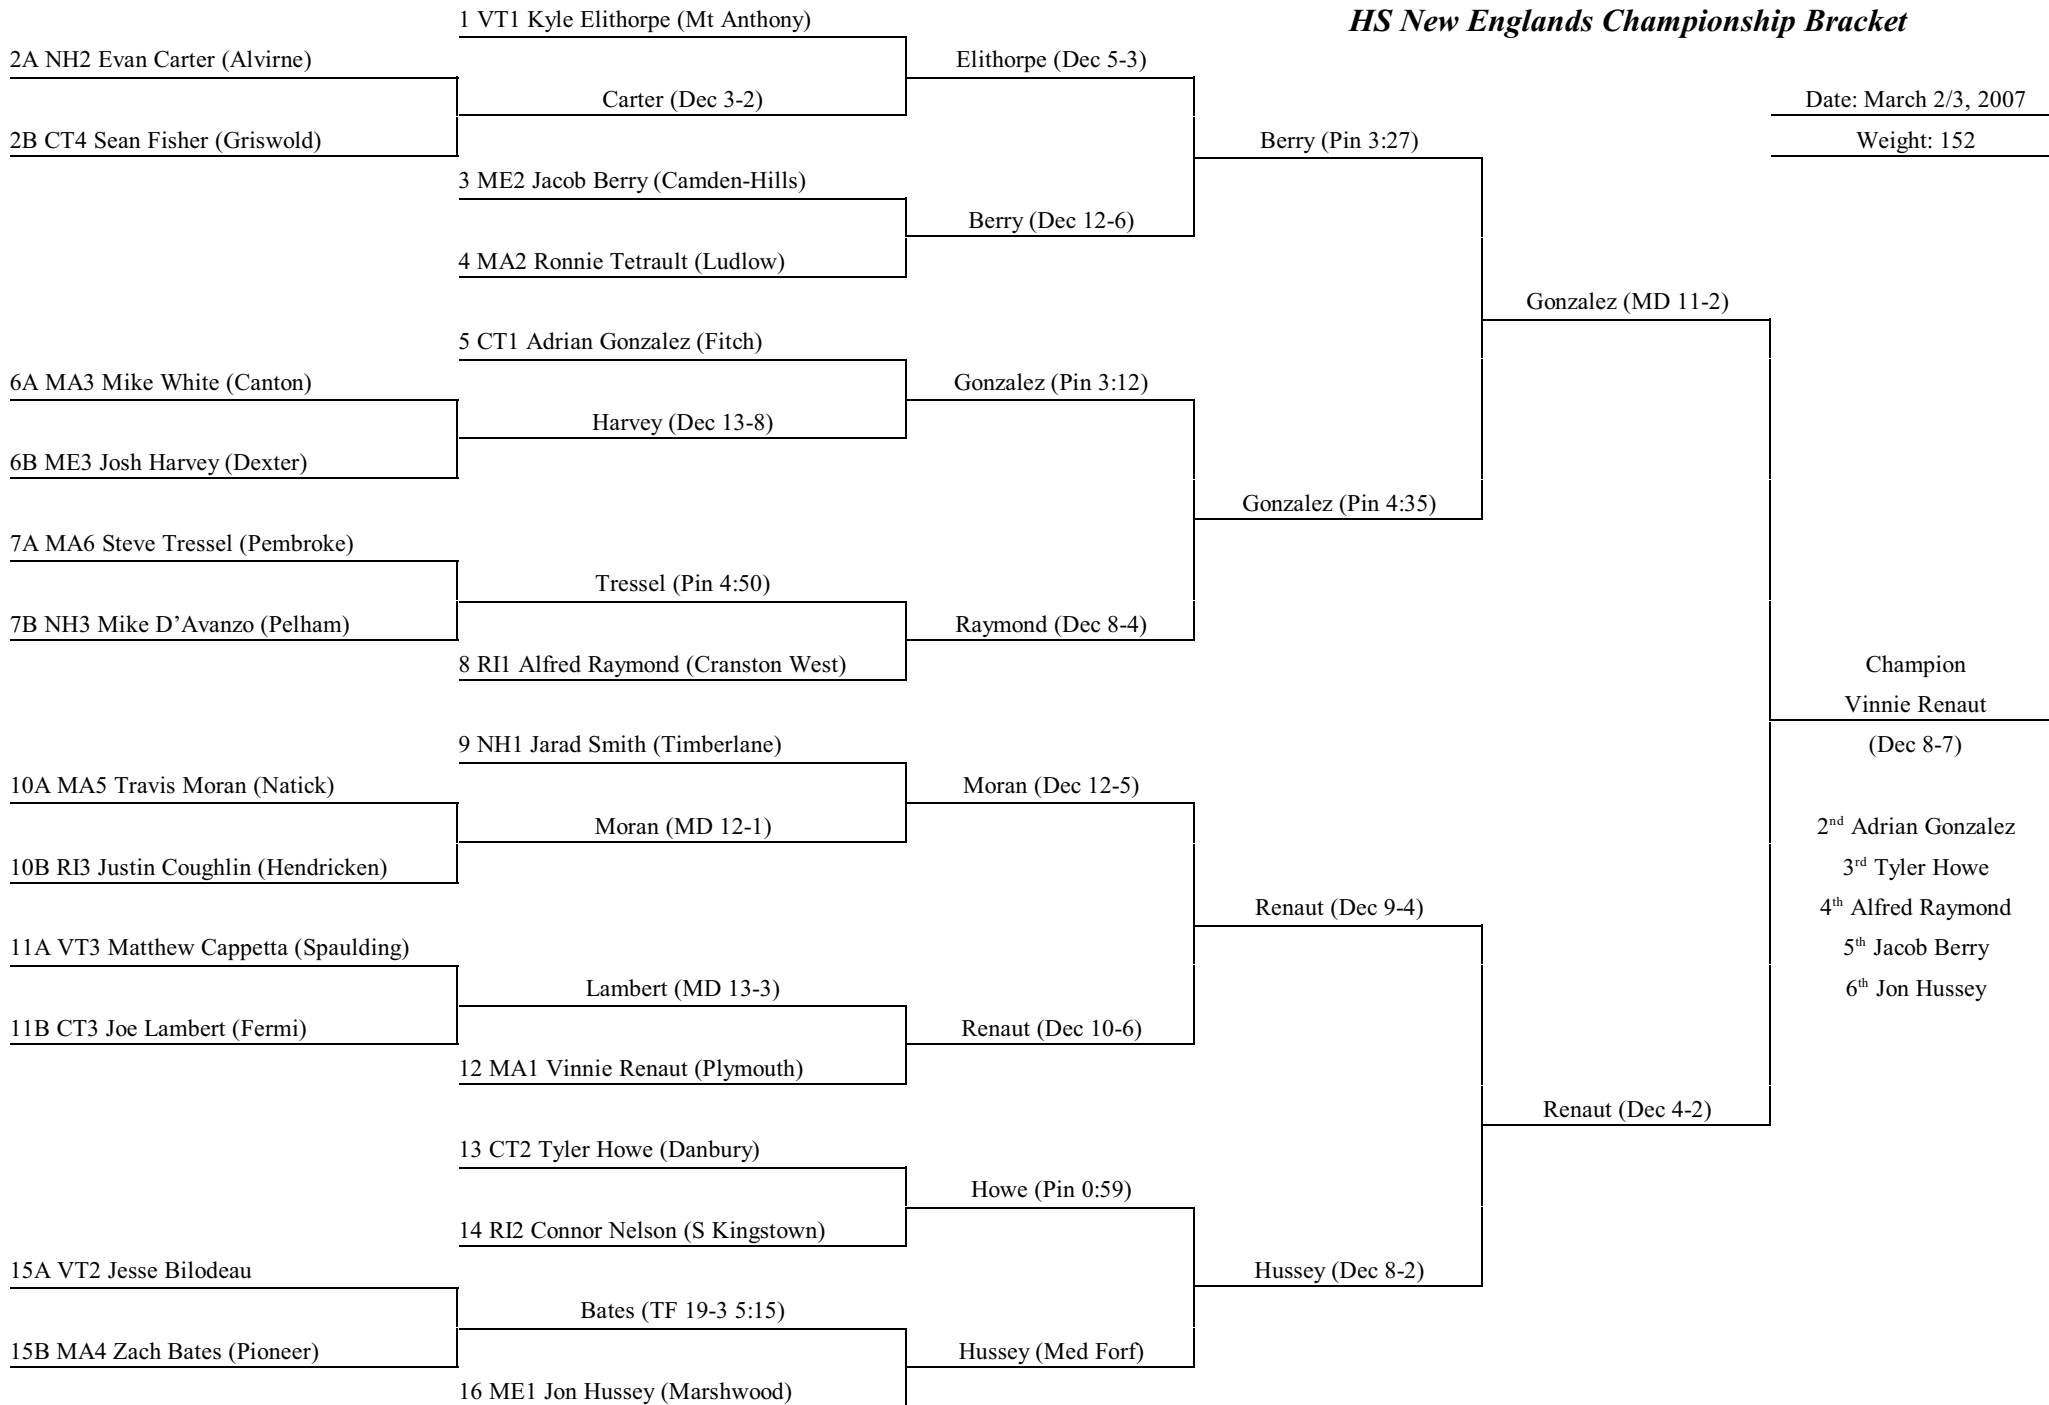 HS New Englands Championship Bracket
Date: March 2/3, 2007
Weight: 152
1 VT1 Kyle Elithorpe (Mt Anthony)
2A NH2 Evan Carter (Alvirne)
Elithorpe (Dec 5-3)
Carter (Dec 3-2)
2B CT4 Sean Fisher (Griswold)
Berry (Pin 3:27)
3 ME2 Jacob Berry (Camden-Hills)
Berry (Dec 12-6)
4 MA2 Ronnie Tetrault (Ludlow)
Gonzalez (MD 11-2)
5 CT1 Adrian Gonzalez (Fitch)
6A MA3 Mike White (Canton)
Gonzalez (Pin 3:12)
Harvey (Dec 13-8)
6B ME3 Josh Harvey (Dexter)
Gonzalez (Pin 4:35)
7A MA6 Steve Tressel (Pembroke)
Tressel (Pin 4:50)
7B NH3 Mike D’Avanzo (Pelham)
Raymond (Dec 8-4)
8 RI1 Alfred Raymond (Cranston West)
Champion
Vinnie Renaut
(Dec 8-7)
9 NH1 Jarad Smith (Timberlane)
10A MA5 Travis Moran (Natick)
Moran (Dec 12-5)
Moran (MD 12-1)
10B RI3 Justin Coughlin (Hendricken)
2nd Adrian Gonzalez
3rd Tyler Howe
4th Alfred Raymond
5th Jacob Berry
6th Jon Hussey
Renaut (Dec 9-4)
11A VT3 Matthew Cappetta (Spaulding)
Lambert (MD 13-3)
11B CT3 Joe Lambert (Fermi)
Renaut (Dec 10-6)
12 MA1 Vinnie Renaut (Plymouth)
Renaut (Dec 4-2)
13 CT2 Tyler Howe (Danbury)
Howe (Pin 0:59)
14 RI2 Connor Nelson (S Kingstown)
15A VT2 Jesse Bilodeau
Hussey (Dec 8-2)
Bates (TF 19-3 5:15)
15B MA4 Zach Bates (Pioneer)
Hussey (Med Forf)
16 ME1 Jon Hussey (Marshwood)